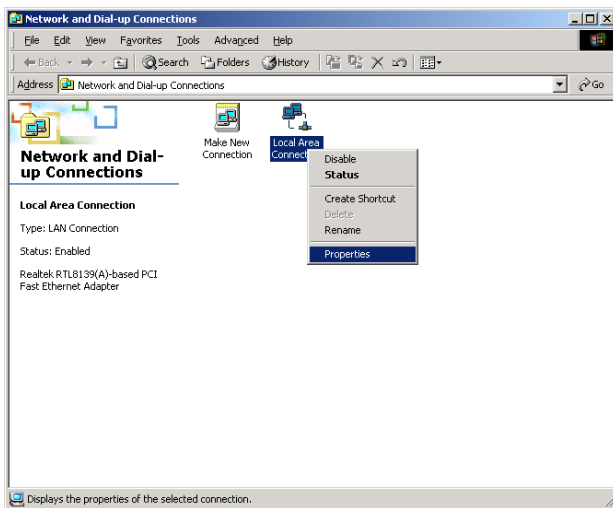 Network and Dial-up Connections
File Edit View Favorites Tools Advanced Help
Back Search Folders History
Address Network and Dial-up Connections Go
Make New
Connection
Local Area
Connect
Network and Dial-
up Connections
Local Area Connection
Type: LAN Connection
Status: Enabled
Realtek RTL8139(A)-based PCI
Fast Ethernet Adapter
Disable
Status
Create Shortcut
Delete
Rename
Properties
Displays the properties of the selected connection.